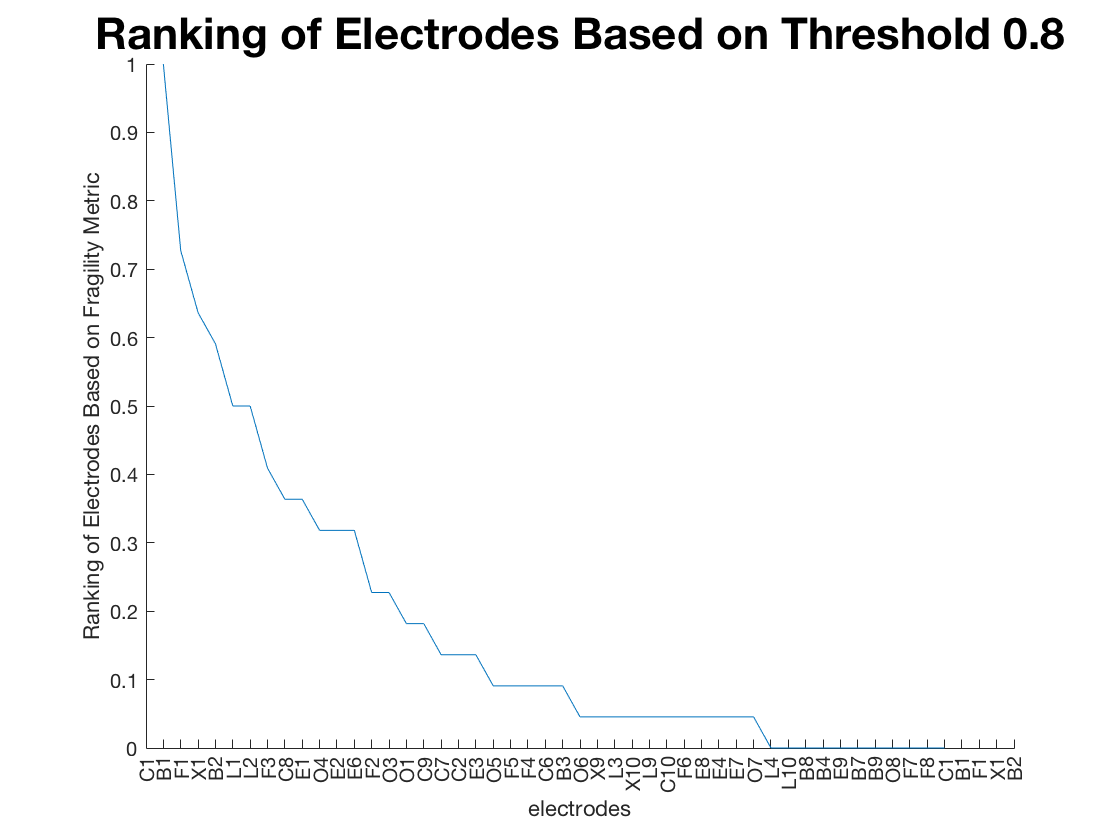 Ranking of Electrodes Based on Threshold 0.8
Ranking of Electrodes Based on Fragility Metric
1
0.9
0.8
0.7
0.6
0.5
0.4
0.3
0.2
0.1
0
C1 B1 F1 X1 B2 L1 L2 F3 C8 E1 O4 E2 E6 F2 O3 O1 C9 C7 C2 E3 O5 F5 F4 C6 B3 O6 X9 L3 X10 L9 C10 F6 E8 E4 E7 O7 L4 L10 B8 B4 E9 B7 B9 O8 F7 F8 C1 B1 F1 X1 B2
electrodes